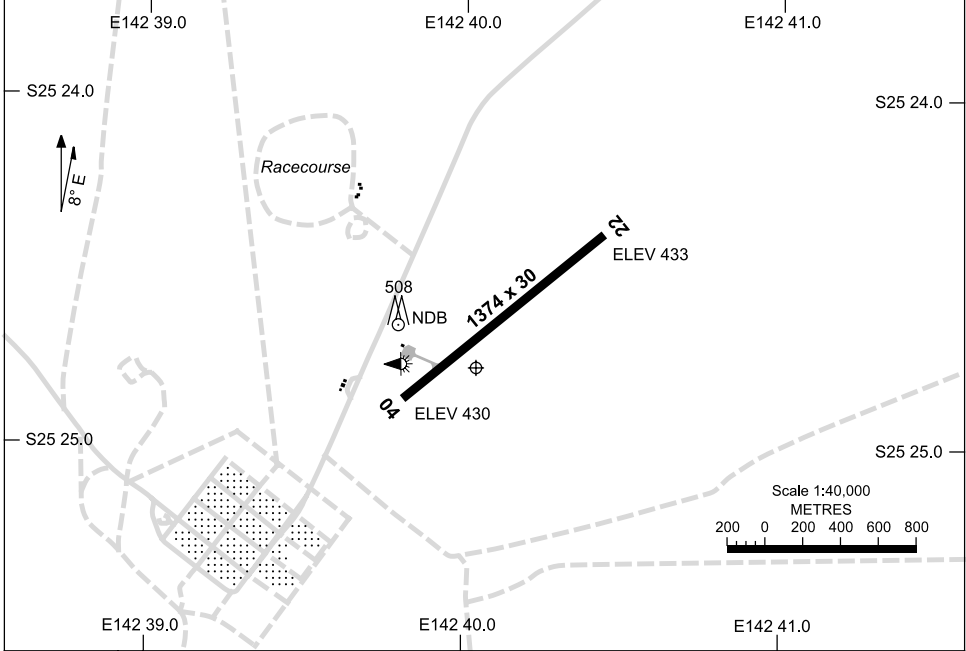 E142 39.0
E142 40.0
E142 41.0
S25 24.0
S25 24.0
8° E
Racecourse
22
ELEV 433
1374 x 30
508
NDB
04
ELEV 430
S25 25.0
S25 25.0
Scale 1:40,000
METRES
200 0 200 400 600 800
E142 39.0
E142 40.0
E142 41.0